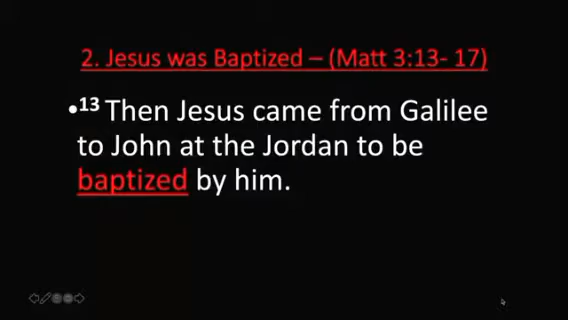 2. Jesus was Baptized – (Matt 3:13- 17)
•13 Then Jesus came from Galilee
to John at the Jordan to be
baptized by him.